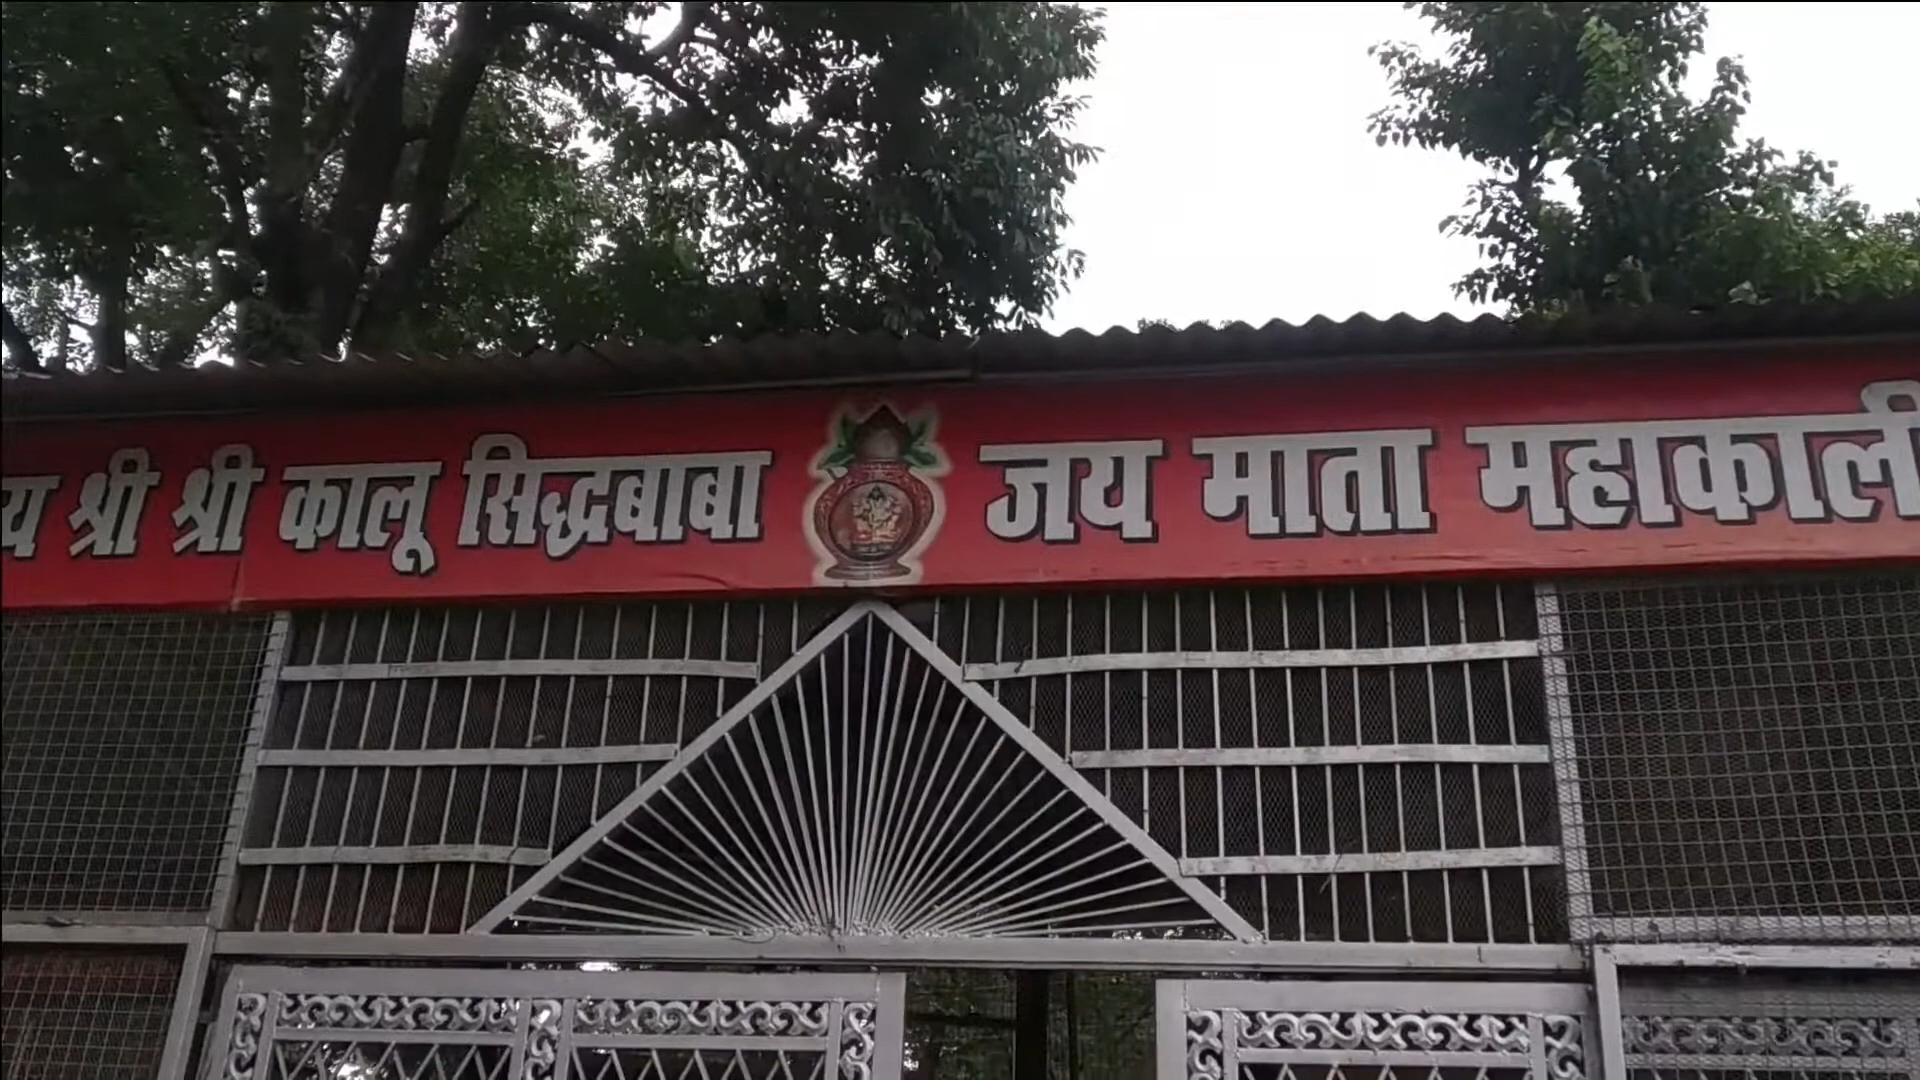 य श्री श्री कालू सिद्धबाबा जय माता महाकाली